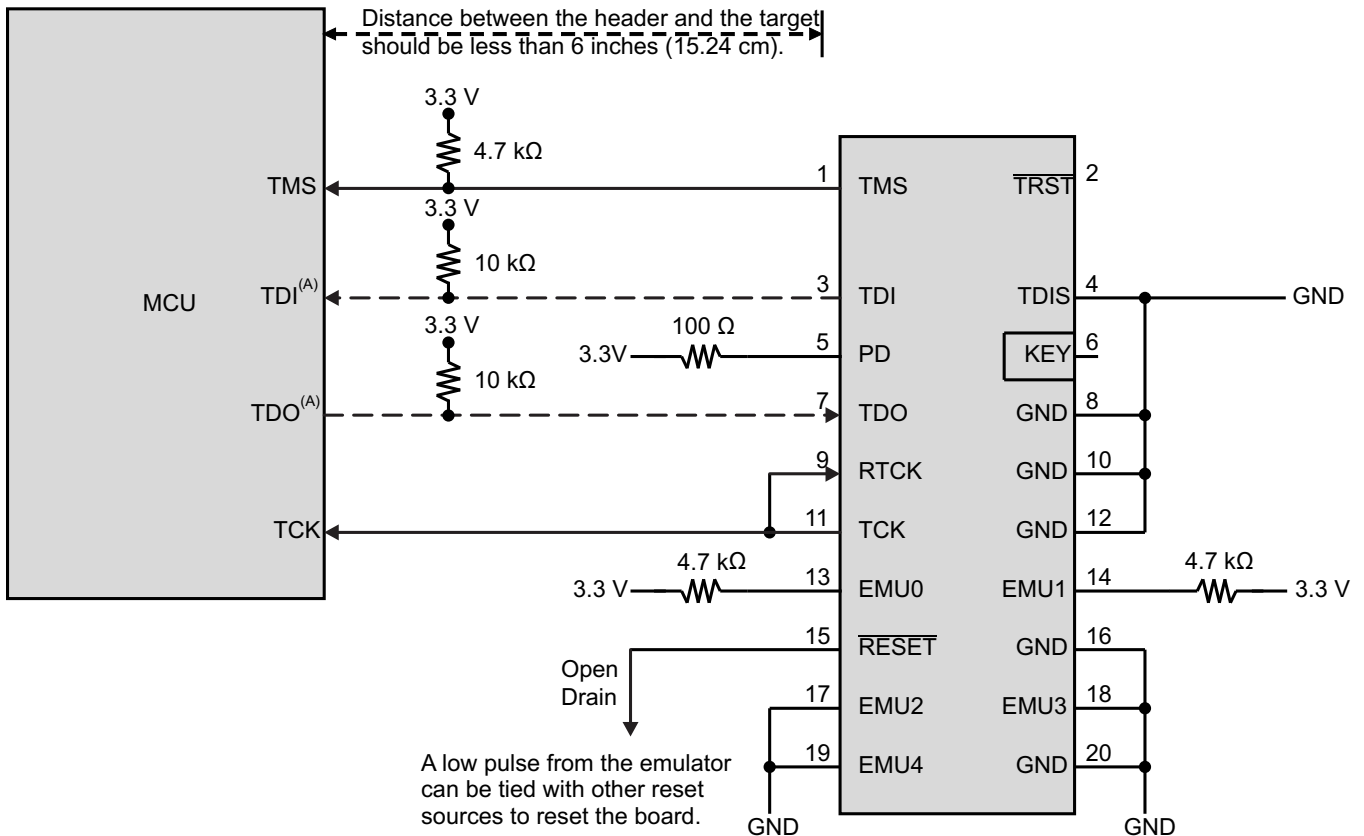 Distance between the header and the target
should be less than 6 inches (15.24 cm).
3.3 V
4.7 kΩ
TMS
1
TMS
TRST
2
3.3 V
10 kΩ
MCU
TDI(A)
3
TDI
TDIS
4
GND
3.3 V
100 Ω
3.3V
5
PD
KEY
6
10 kΩ
TDO(A)
7
TDO
GND
8
9
RTCK
GND
10
TCK
11
TCK
GND
12
3.3 V
4.7 kΩ
13
EMU0
EMU1
14
4.7 kΩ
3.3 V
15
RESET
GND
16
Open
Drain
17
EMU2
EMU3
18
19
EMU4
GND
20
A low pulse from the emulator
can be tied with other reset
sources to reset the board.
GND
GND